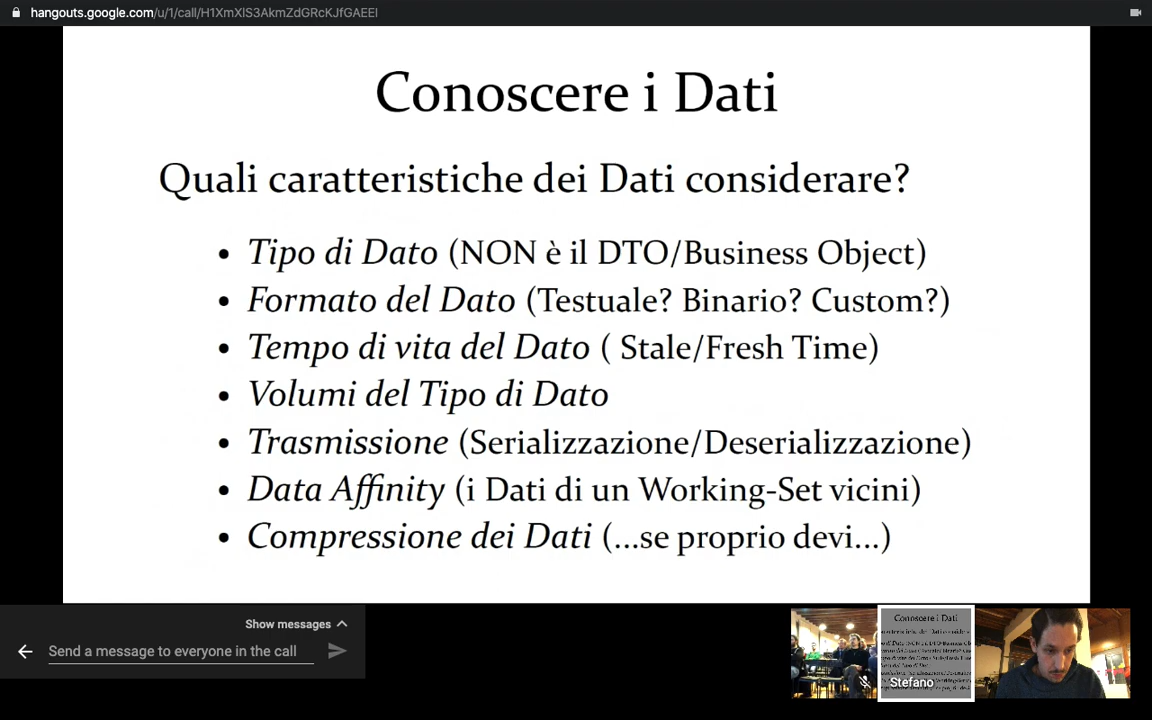 hangouts.google.com/u/1/call/H1XmXlS3AkmZdGRcKJfGAEEI
Conoscere i Dati
Quali caratteristiche dei Dati considerare?
• Tipo di Dato (NON è il DTO/Business Object)
• Formato del Dato (Testuale? Binario? Custom?)
• Tempo di vita del Dato ( Stale/Fresh Time)
• Volumi del Tipo di Dato
• Trasmissione (Serializzazione/Deserializzazione)
• Data Affinity (i Dati di un Working-Set vicini)
• Compressione dei Dati (...se proprio devi...)
Show messages
Send a message to everyone in the call
Conoscere i Dati
Stefano